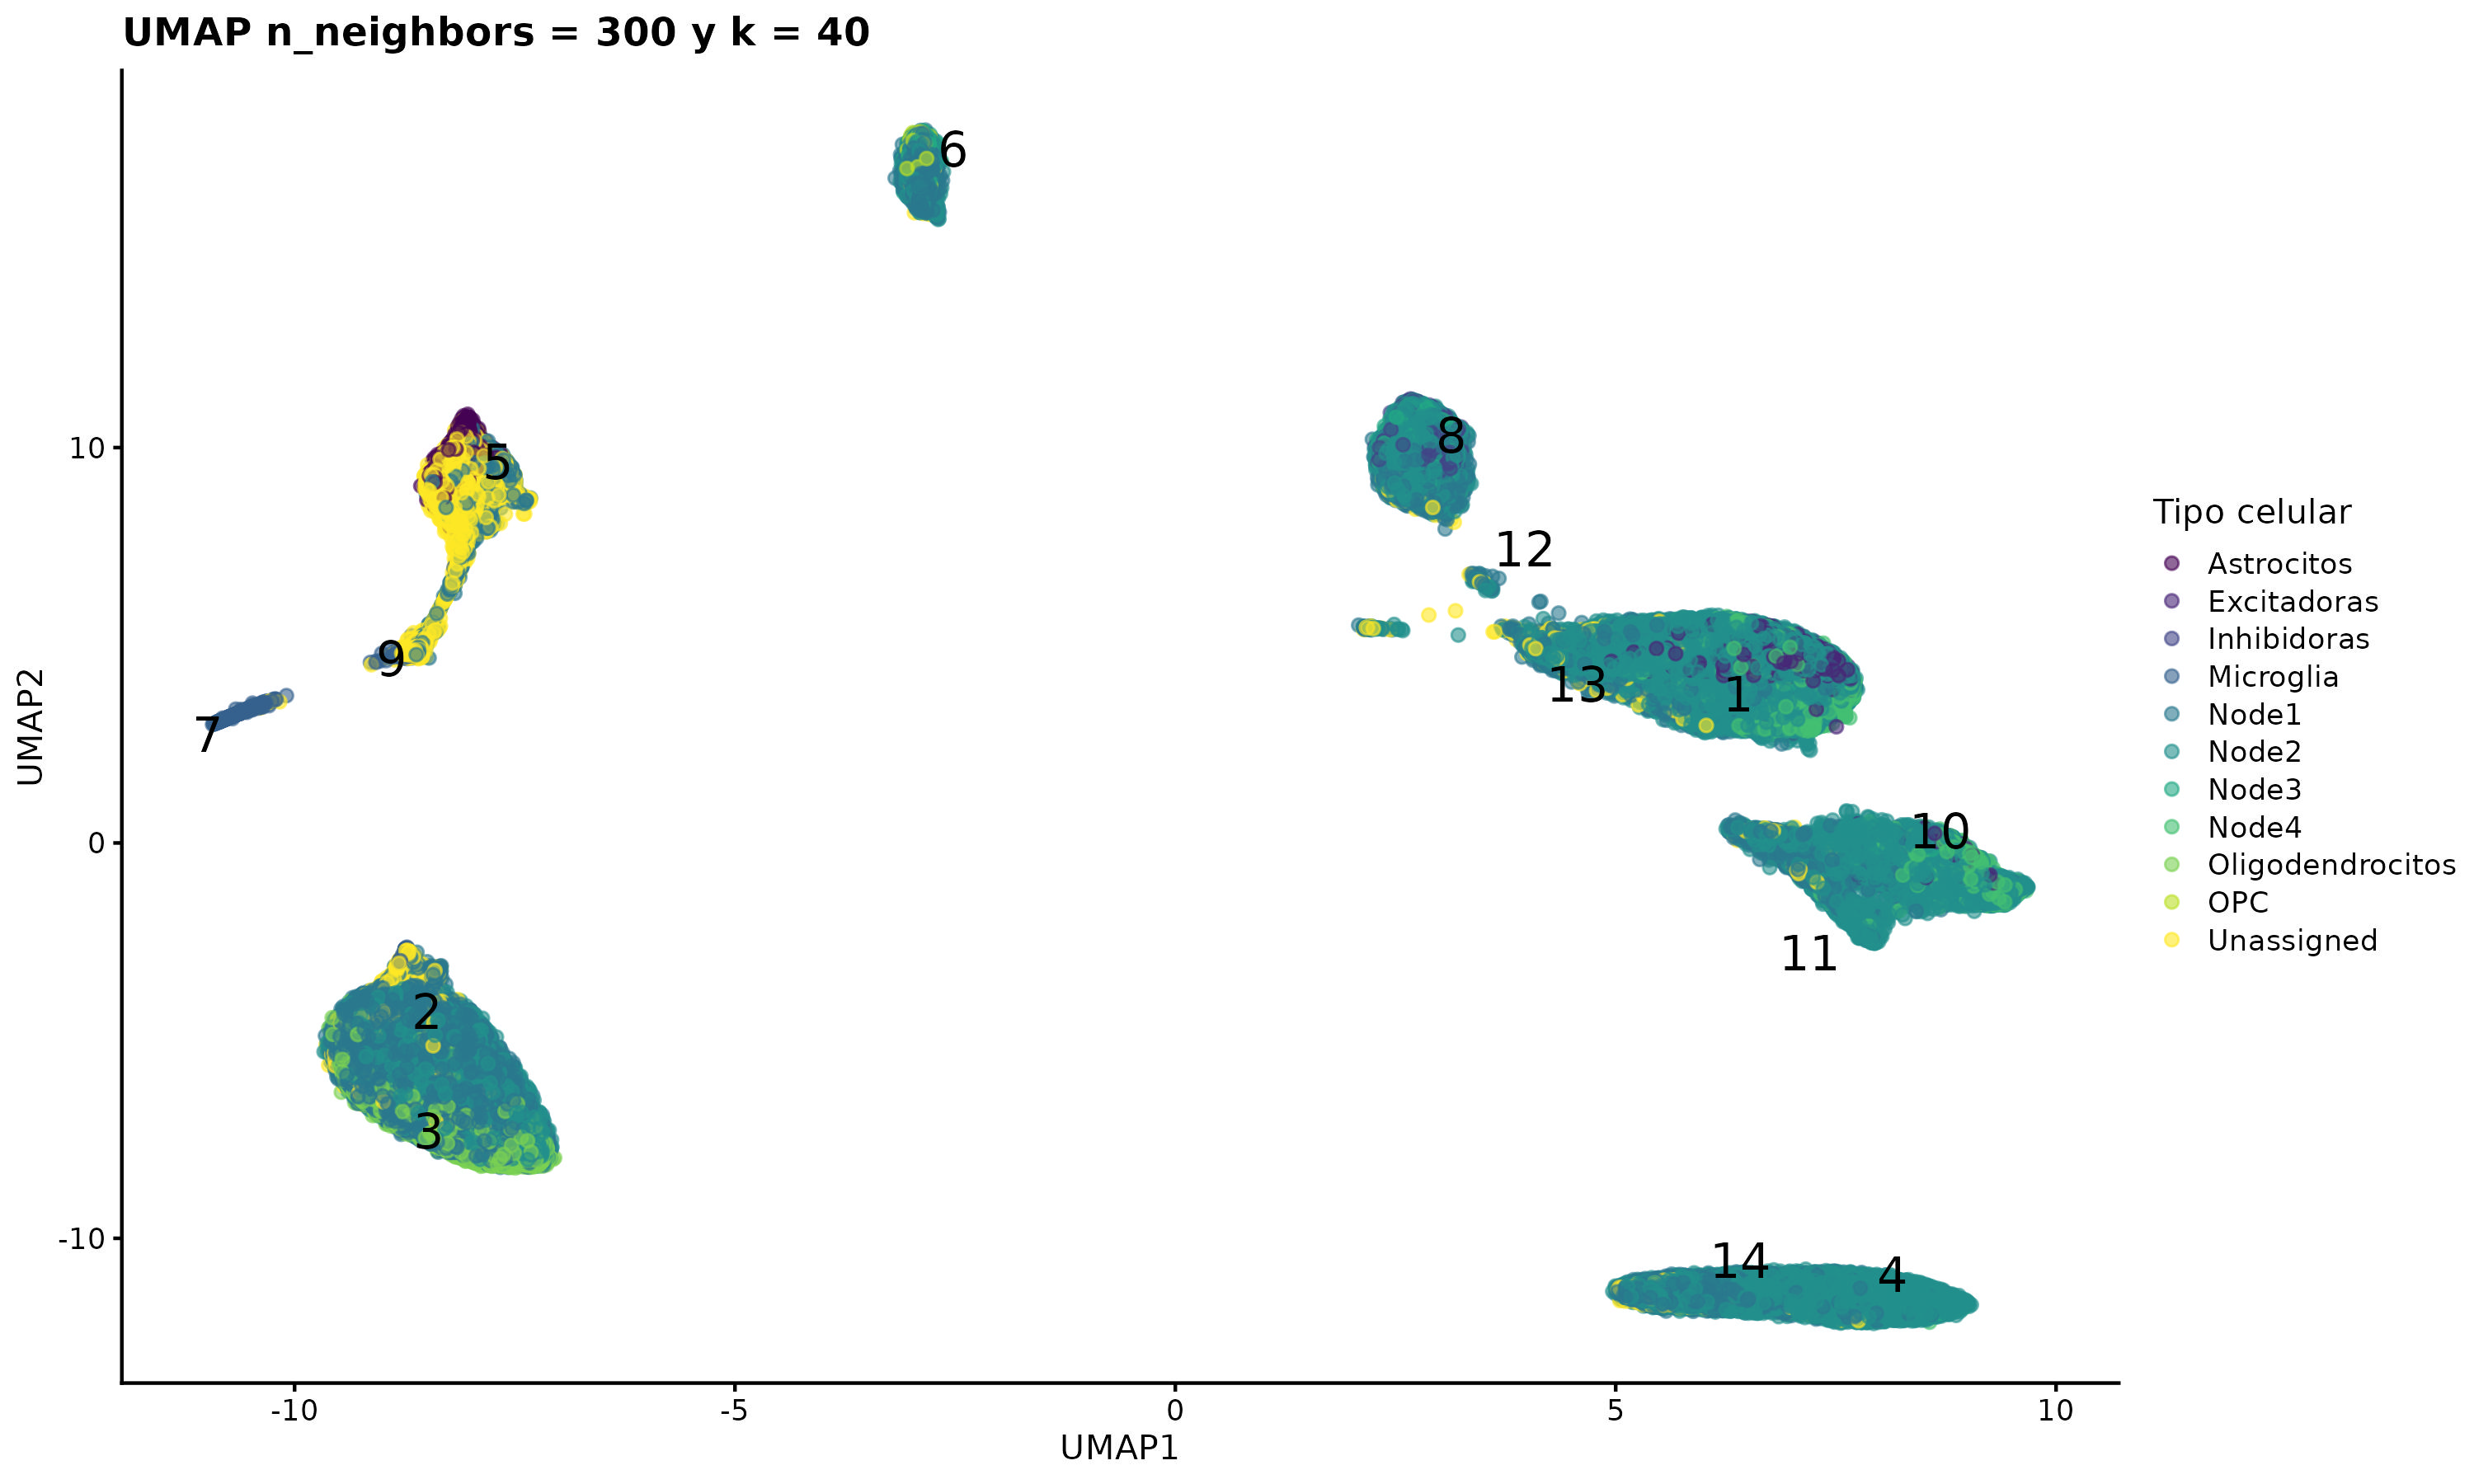 UMAP n_neighbors = 300 y k = 40
6
5
8
12
9
13
1
7
10
11
2
3
14
4
10
0
-10
UMAP2
-10
-5
0
5
10
UMAP1
Tipo celular
Astrocitos
Excitadoras
Inhibidoras
Microglia
Node1
Node2
Node3
Node4
Oligodendrocitos
OPC
Unassigned